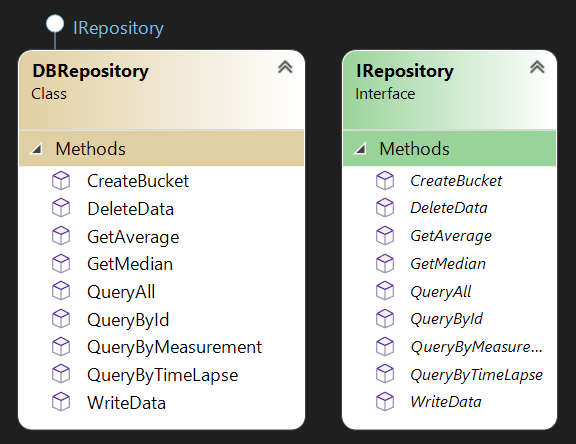 IRepository
DBRepository
Class
Methods
CreateBucket
DeleteData
GetAverage
GetMedian
QueryAll
QueryById
QueryByMeasurement
QueryByTimeLapse
WriteData
IRepository
Interface
Methods
CreateBucket
DeleteData
GetAverage
GetMedian
QueryAll
QueryById
QueryByMeasure...
QueryByTimeLapse
WriteData